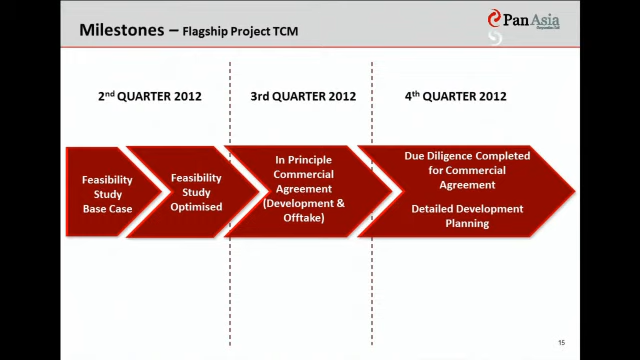 Milestones – Flagship Project TCM
PanAsia
Corporation Ltd
2nd QUARTER 2012
3rd QUARTER 2012
4th QUARTER 2012
Feasibility
Study
Base Case
Feasibility
Study
Optimised
In Principle
Commercial
Agreement
(Development &
Offtake)
Due Diligence Completed
for Commercial
Agreement
Detailed Development
Planning
15